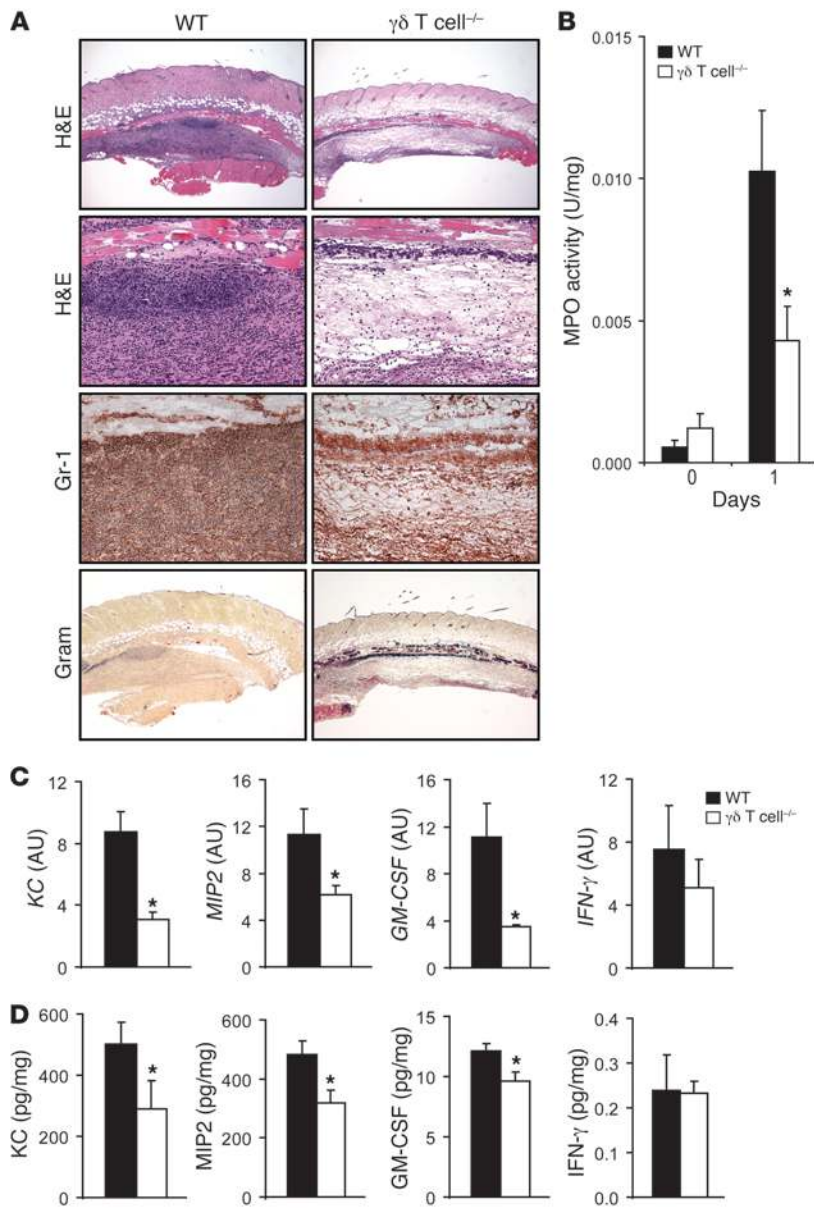 A
WT
γδ T cell–/–
H&E
H&E
Gr-1
Gram
B
MPO activity (U/mg)
0.015
0.010
0.005
0.000
0
1
Days
WT
γδ T cell–/–
*
C
KC (AU)
12
8
4
0
*
MIP2 (AU)
16
12
8
4
0
*
GM-CSF (AU)
16
12
8
4
0
*
IFN-γ (AU)
12
8
4
0
WT
γδ T cell–/–
D
KC (pg/mg)
600
400
200
0
*
MIP2 (pg/mg)
600
400
200
0
*
GM-CSF (pg/mg)
15
10
5
0
*
IFN-γ (pg/mg)
0.4
0.3
0.2
0.1
0.0